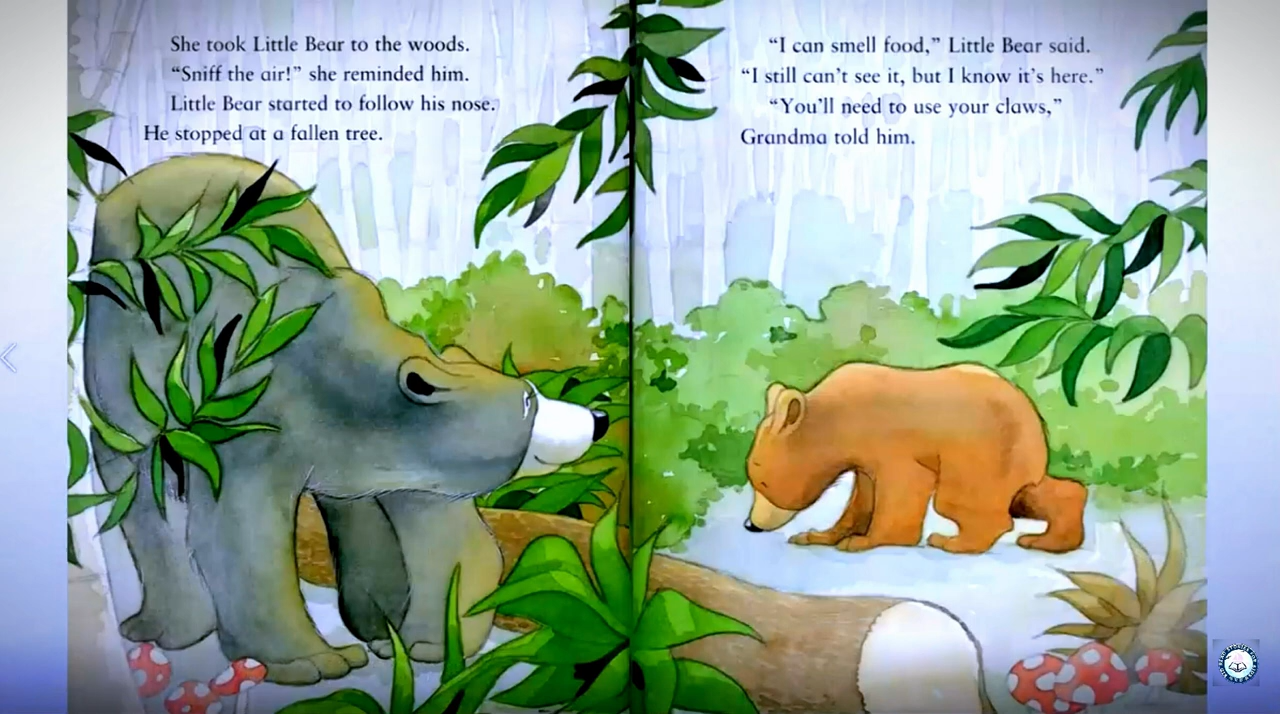 She took Little Bear to the woods.
“Sniff the air!” she reminded him.
Little Bear started to follow his nose.
He stopped at a fallen tree.
“I can smell food,” Little Bear said.
“I still can’t see it, but I know it’s here.”
“You’ll need to use your claws,”
Grandma told him.